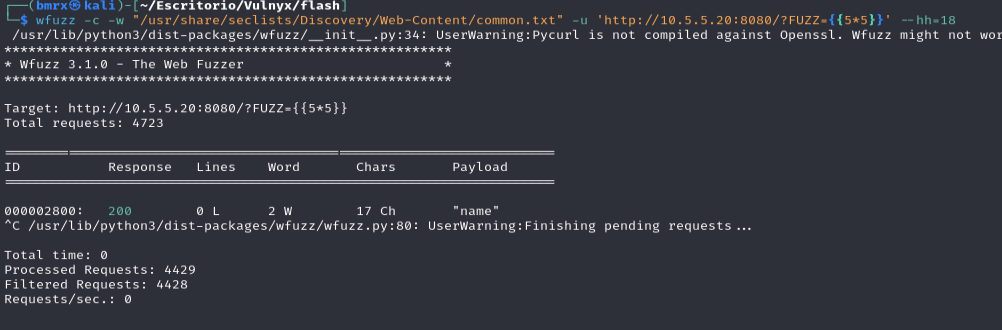 ┌──(bmrx㉿kali)-[~/Escritorio/Vulnyx/flash]
└─$ wfuzz -c -w "/usr/share/seclists/Discovery/Web-Content/common.txt" -u 'http://10.5.5.20:8080/?FUZZ={{5*5}}' --hh=18
/usr/lib/python3/dist-packages/wfuzz/__init__.py:34: UserWarning:Pycurl is not compiled against Openssl. Wfuzz might not wor
********************************************************
* Wfuzz 3.1.0 - The Web Fuzzer                         *
********************************************************
Target: http://10.5.5.20:8080/?FUZZ={{5*5}}
Total requests: 4723
=====================================================================
ID           Response   Lines    Word       Chars       Payload
=====================================================================
000002800:   200        0 L      2 W        17 Ch       "name"
^C /usr/lib/python3/dist-packages/wfuzz/wfuzz.py:80: UserWarning:Finishing pending requests...
Total time: 0
Processed Requests: 4429
Filtered Requests: 4428
Requests/sec.: 0